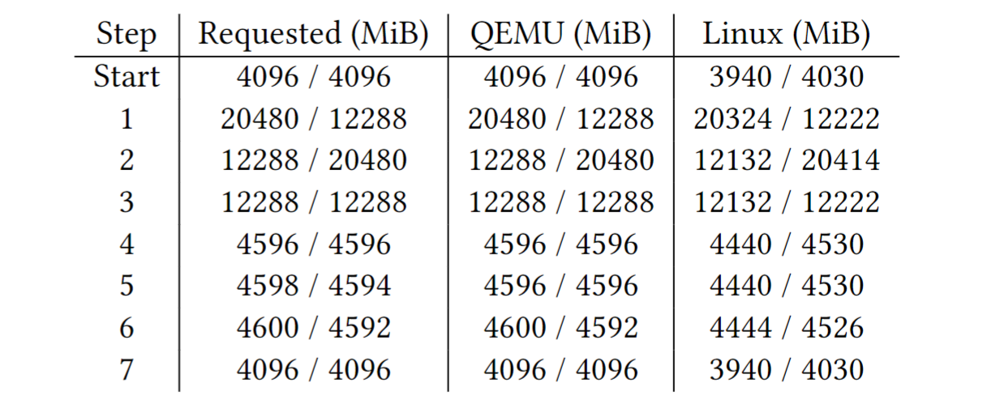 Step Requested (MiB) QEMU (MiB) Linux (MiB)
Start 4096 / 4096 4096 / 4096 3940 / 4030
1 20480 / 12288 20480 / 12288 20324 / 12222
2 12288 / 20480 12288 / 20480 12132 / 20414
3 12288 / 12288 12288 / 12288 12132 / 12222
4 4596 / 4596 4596 / 4596 4440 / 4530
5 4598 / 4594 4596 / 4596 4440 / 4530
6 4600 / 4592 4600 / 4592 4444 / 4526
7 4096 / 4096 4096 / 4096 3940 / 4030